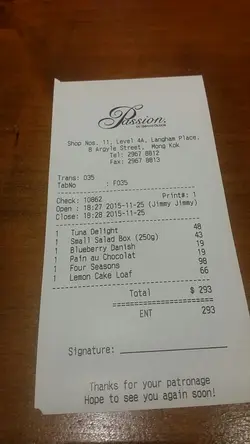 Passion.
by Gérard Dubois
Shop Nos. 11, Level 4A, Langham Place,
8 Argyle Street, Mong Kok
Tel: 2967 8812
Fax: 2967 8813
Trans: 035
TabNo : F035
Check: 10862 Print#: 1
Open : 18:27 2015-11-25 (Jimmy Jimmy)
Close: 18:28 2015-11-25
1 Tuna Delight 48
1 Small Salad Box (250g) 43
1 Blueberry Danish 19
1 Pain au Chocolat 19
1 Four Seasons 98
1 Lemon Cake Loaf 66
Total $ 293
ENT 293
Signature:
Thanks for your patronage
Hope to see you again soon!